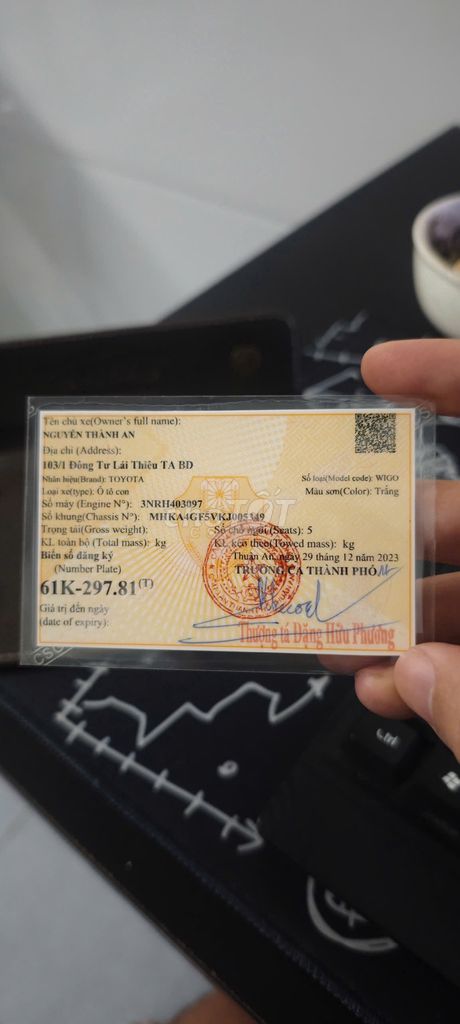 Tên chủ xe(Owner's full name):
NGUYỄN THÀNH AN
Địa chỉ (Address):
103/1 Đông Tư Lái Thiêu TA BD
Nhãn hiệu(Brand): TOYOTA Số loại(Model code): WIGO
Loại xe(type): Ô tô con Màu sơn(Color): Trắng
Số máy (Engine N°): 3NRH403097
Số khung(Chassis N°): MHKA4GF5VKJ005349
Trọng tải(Gross weight): Số chỗ ngồi(Seats): 5
KL toàn bộ (Total mass): kg KL kéo theo(Towed mass): kg
Biển số đăng ký Thuận An, ngày 29 tháng 12 năm 2023
(Number Plate) TRƯỞNG CA THÀNH PHỐ
61K-297.81(T)
Giá trị đến ngày
(date of expiry): Thượng tá Đặng Hữu Phương
CSGT
Ctrl